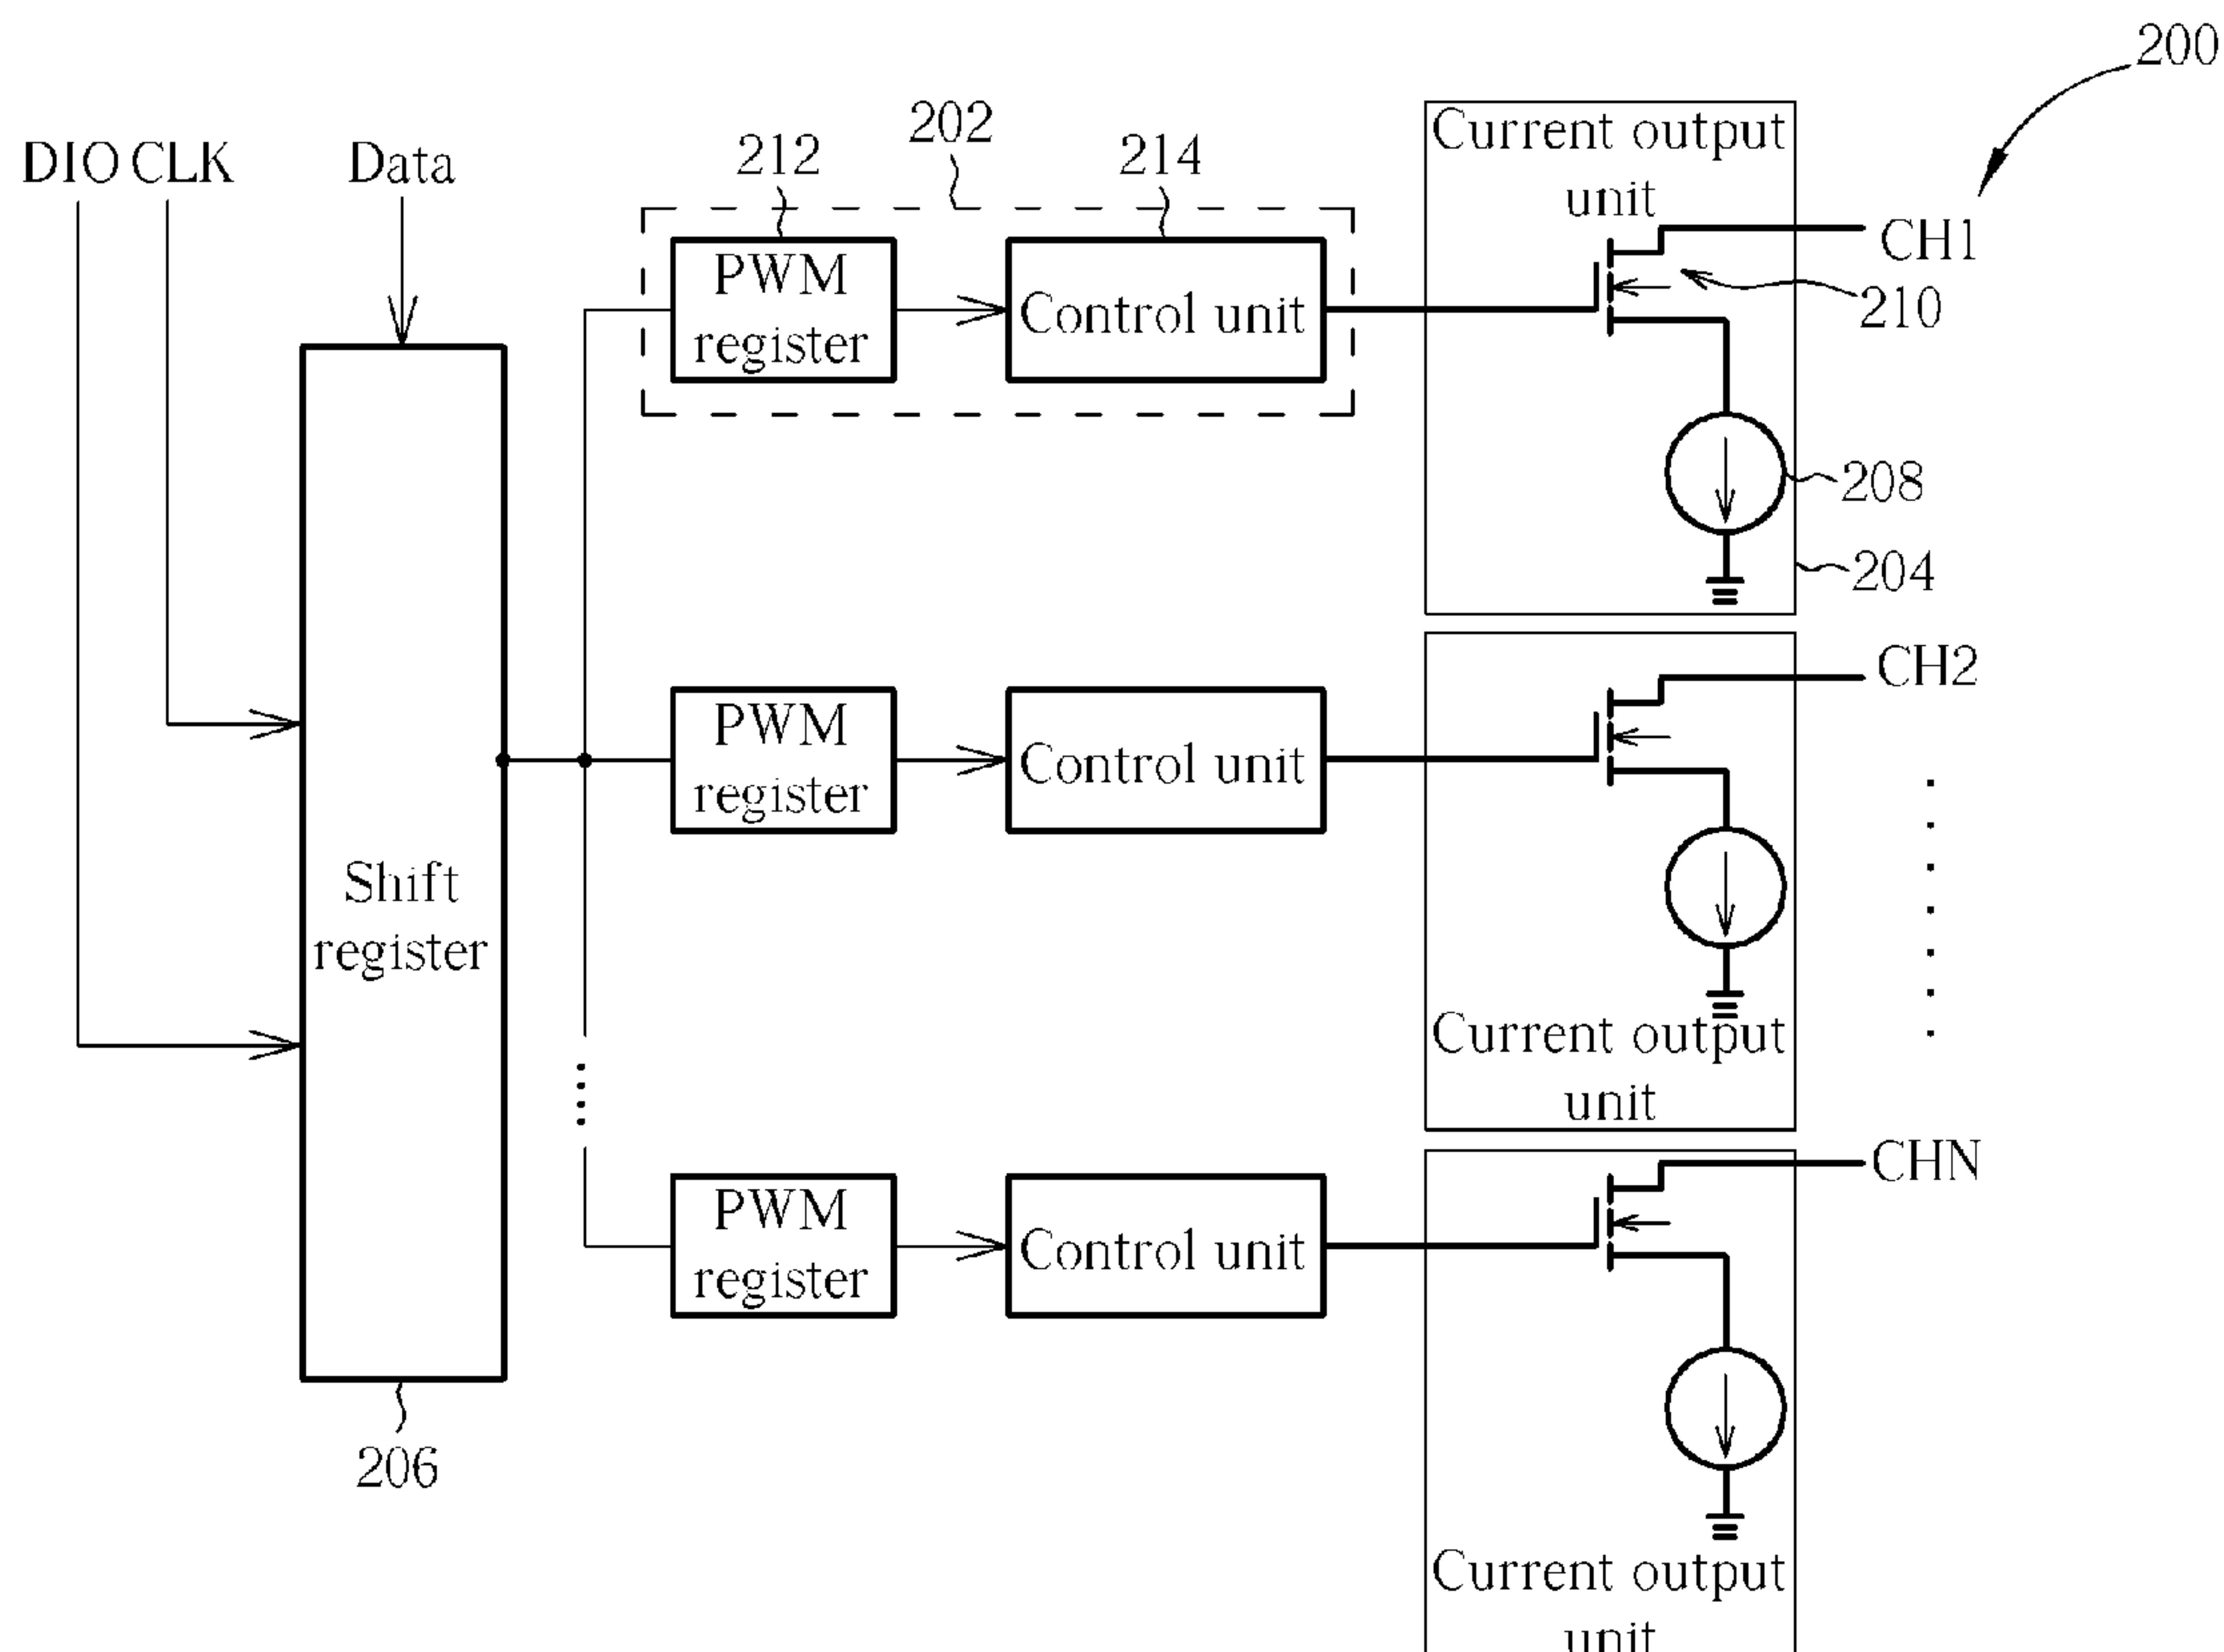 200
202
Current output
unit
212
214
DIO
CLK
Data
CH1
PWM
register
Control unit
210
208
204
CH2
PWM
register
Control unit
Shift
register
Current output
unit
CHN
PWM
register
Control unit
206
Current output
unit